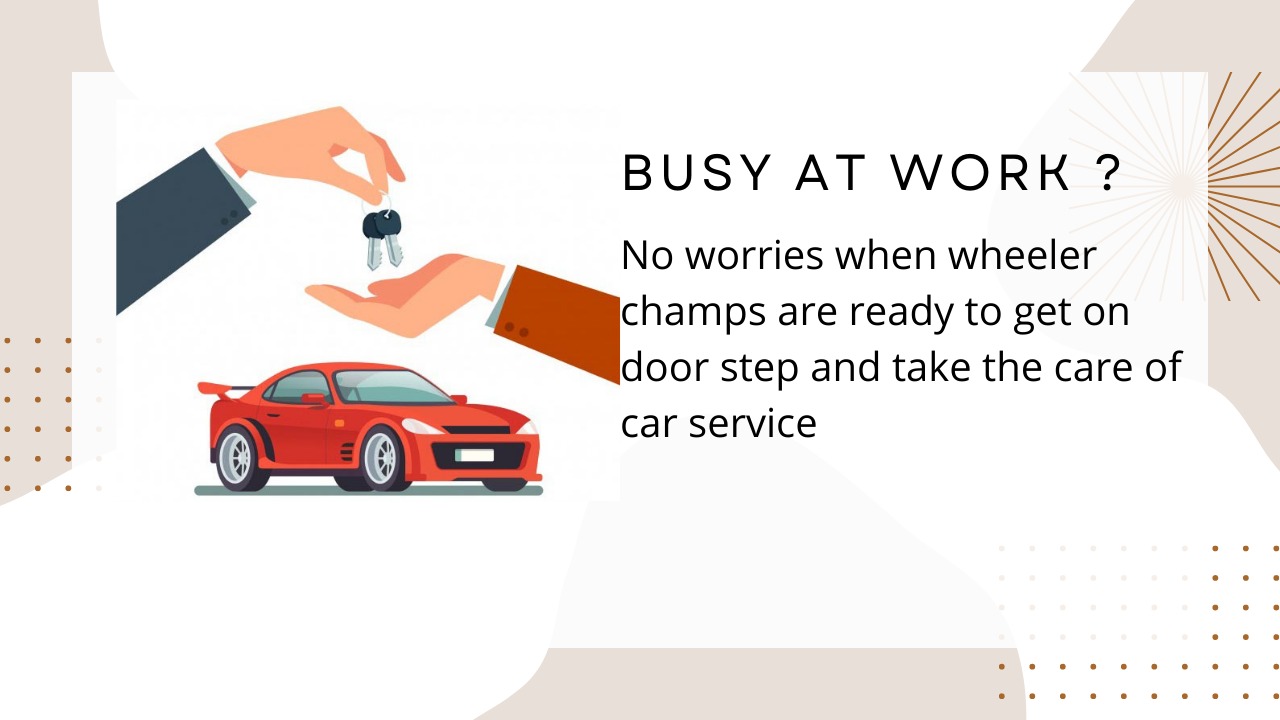 BUSY AT WORK ?
No worries when wheeler
champs are ready to get on
door step and take the care of
car service